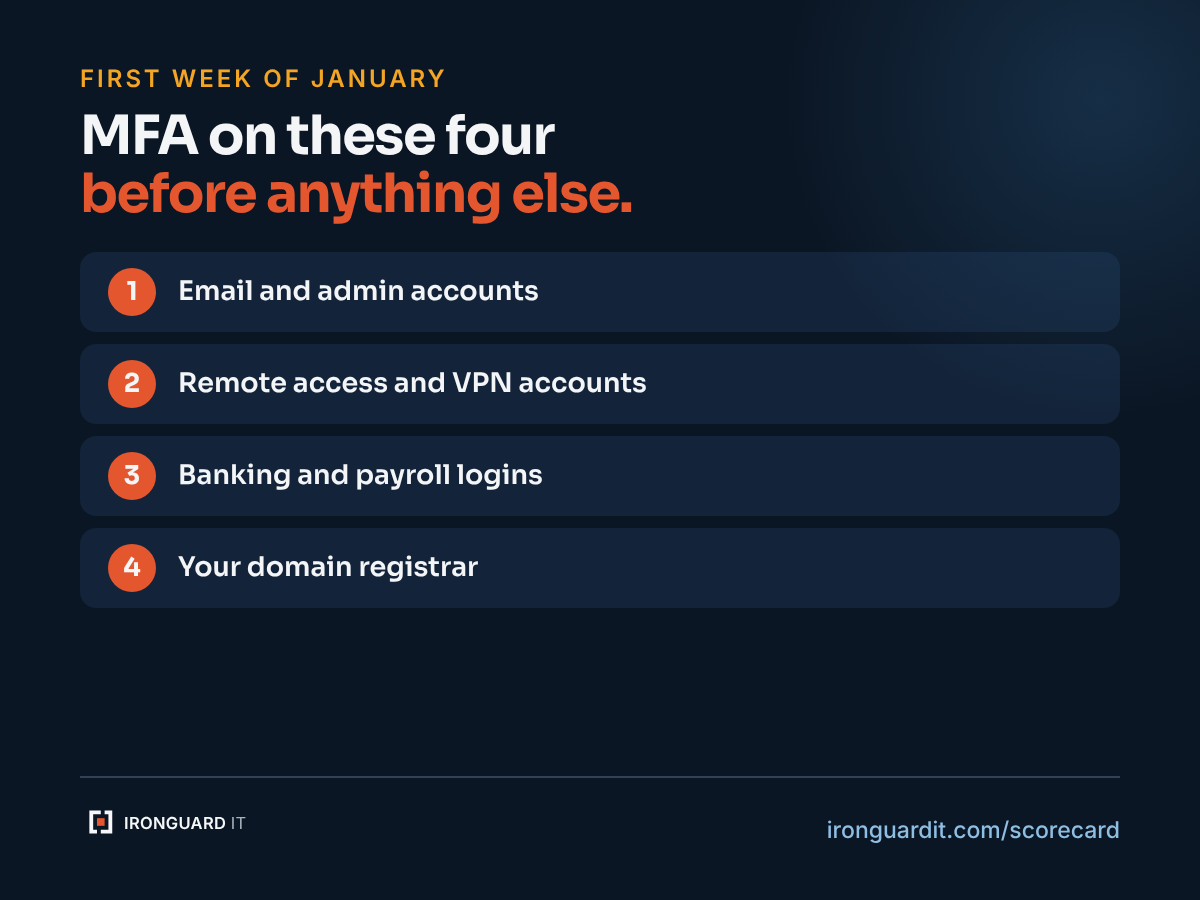 FIRST WEEK OF JANUARY
MFA on these four
before anything else.
1 Email and admin accounts
2 Remote access and VPN accounts
3 Banking and payroll logins
4 Your domain registrar
IRONGUARD IT
ironguardit.com/scorecard